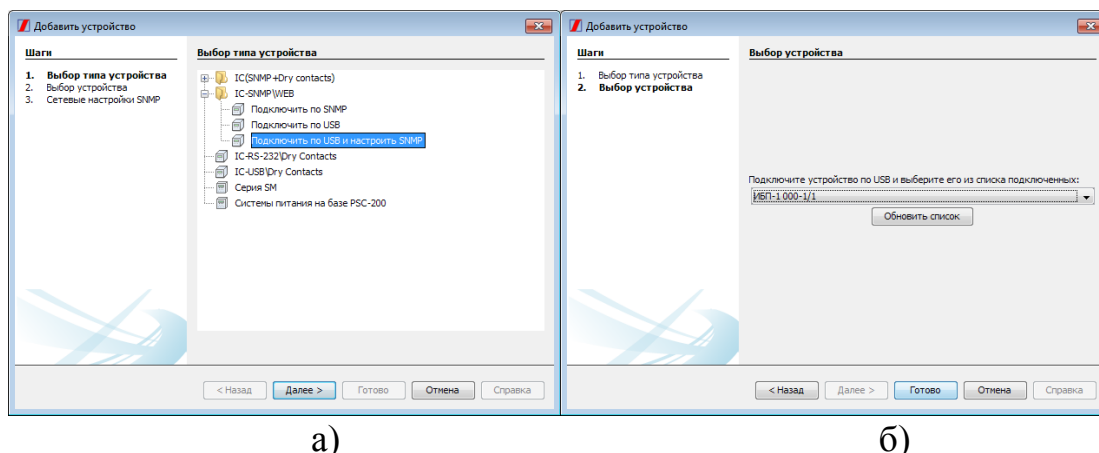 Добавить устройство
Шаги
1. Выбор типа устройства
2. Выбор устройства
3. Сетевые настройки SNMP
Выбор типа устройства
IC(SNMP+Dry contacts)
IC-SNMP\WEB
Подключить по SNMP
Подключить по USB
Подключить по USB и настроить SNMP
IC-RS-232\Dry Contacts
IC-USB\Dry Contacts
Серия SM
Системы питания на базе PSC-200
< Назад
Далее >
Готово
Отмена
Справка
а)
Добавить устройство
Шаги
1. Выбор типа устройства
2. Выбор устройства
Выбор устройства
Подключите устройство по USB и выберите его из списка подключенных:
ИБП-1000-1/1
Обновить список
< Назад
Далее >
Готово
Отмена
Справка
б)